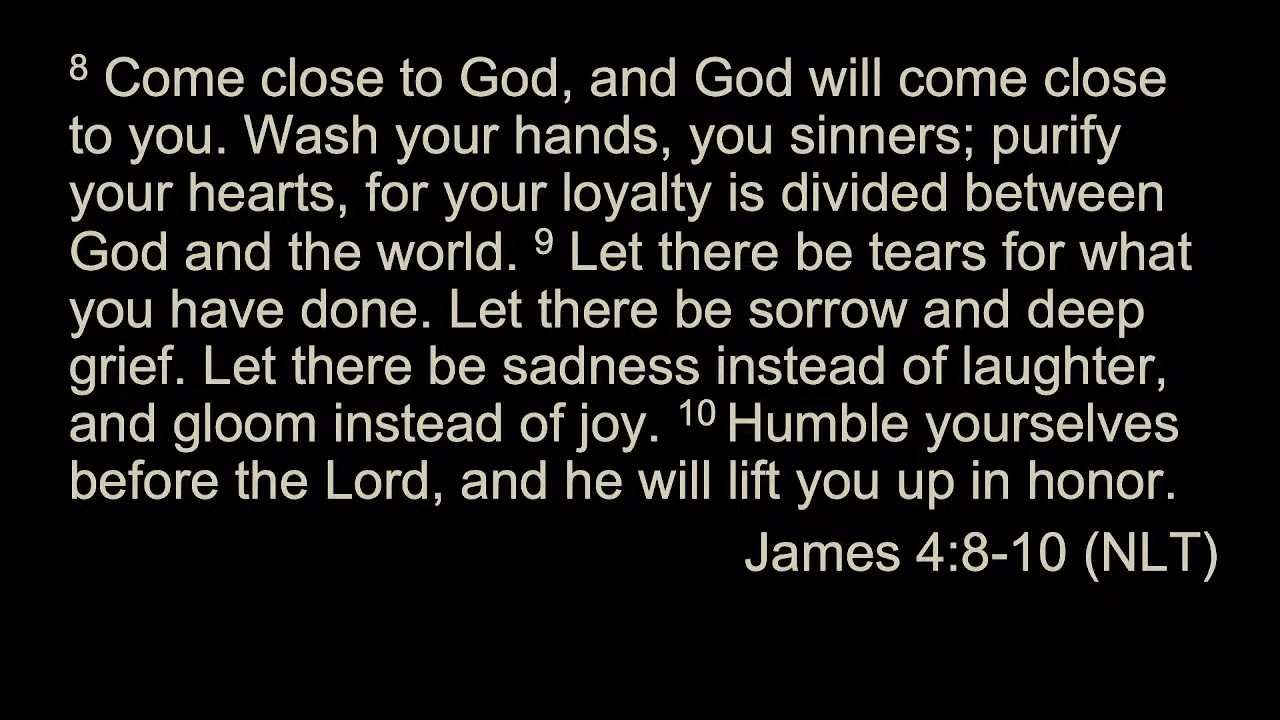 ⁸ Come close to God, and God will come close
to you. Wash your hands, you sinners; purify
your hearts, for your loyalty is divided between
God and the world. ⁹ Let there be tears for what
you have done. Let there be sorrow and deep
grief. Let there be sadness instead of laughter,
and gloom instead of joy. ¹⁰ Humble yourselves
before the Lord, and he will lift you up in honor.
James 4:8-10 (NLT)